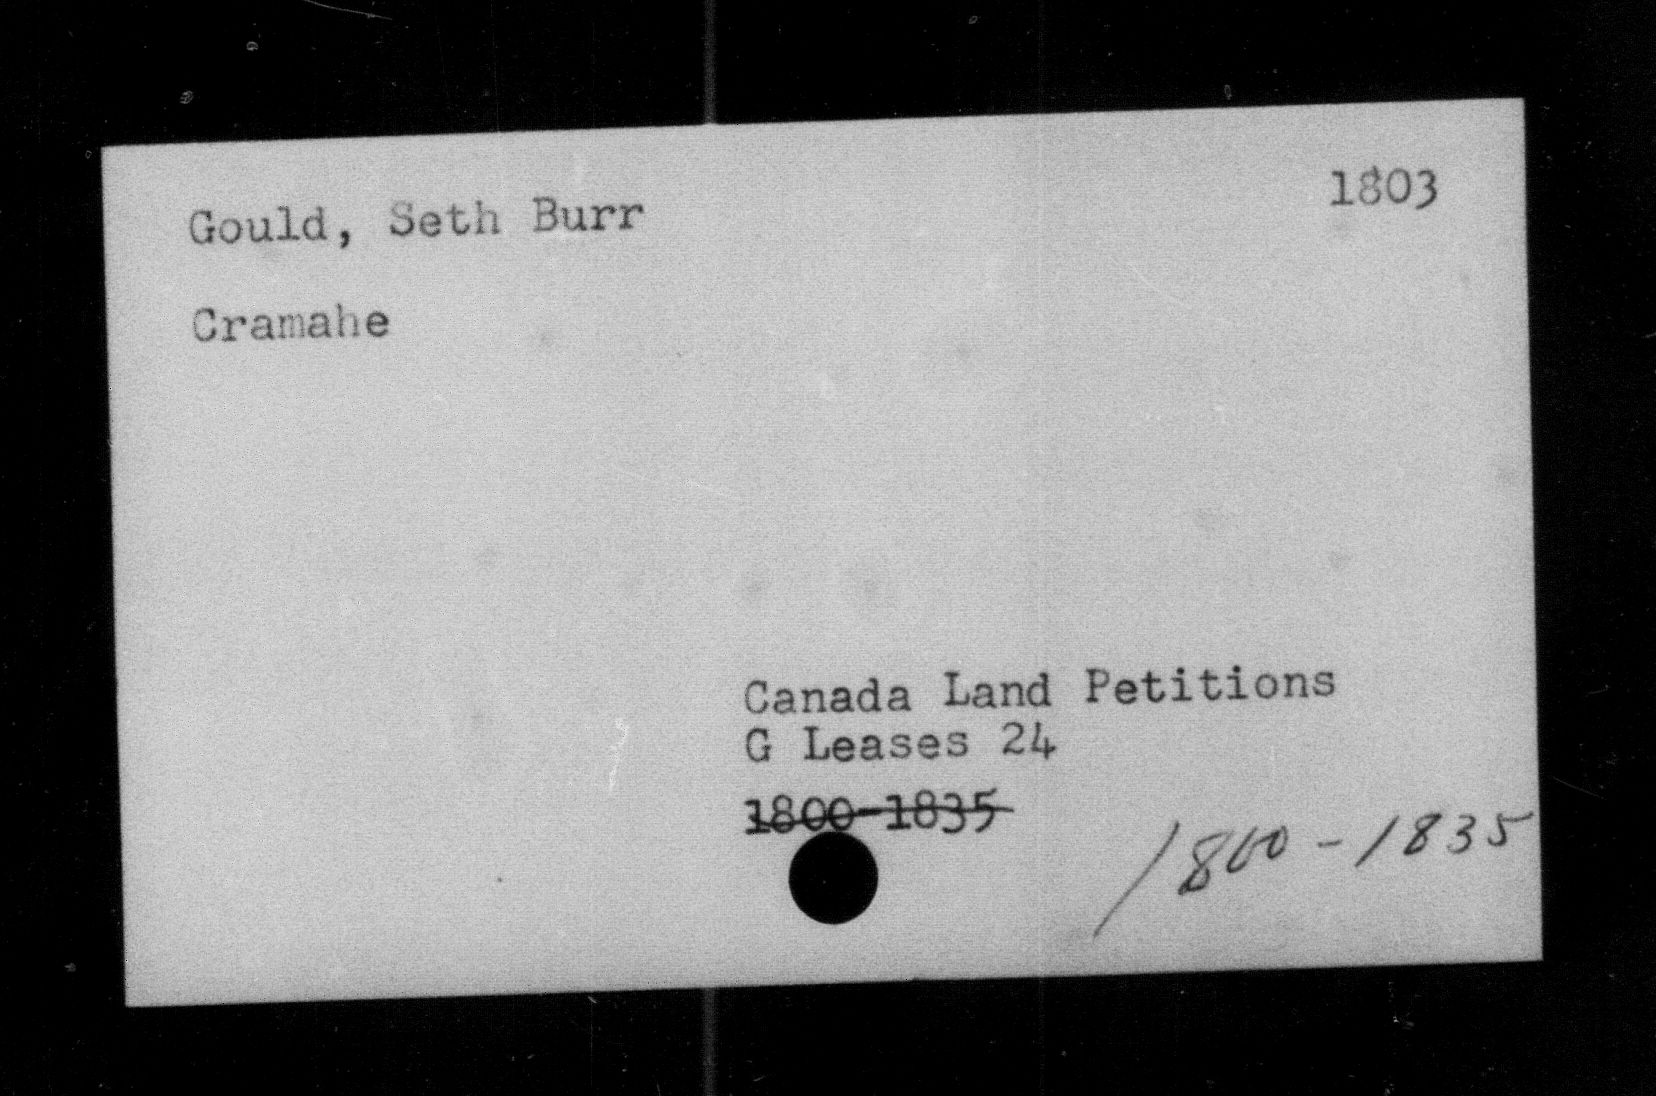 Gould, Seth Burr 1803
Cramahe
Canada Land Petitions
G Leases 24
1800-1835
1800-1835